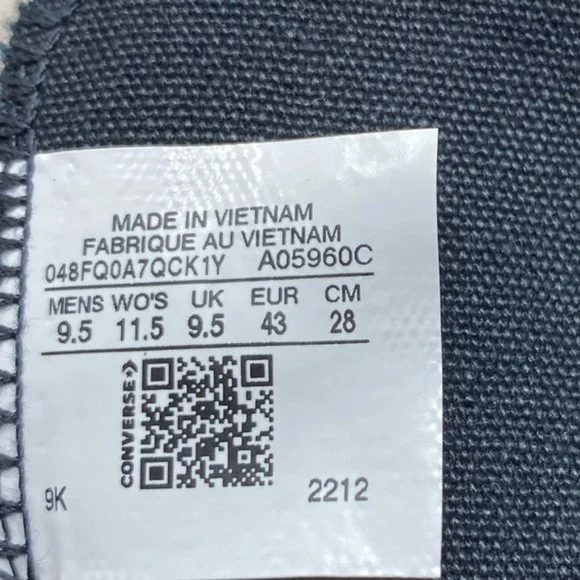 MADE IN VIETNAM
FABRIQUE AU VIETNAM
048FQ0A7QCK1Y A05960C
MENS WO'S UK EUR CM
9.5 11.5 9.5 43 28
CONVERSE
9K 2212